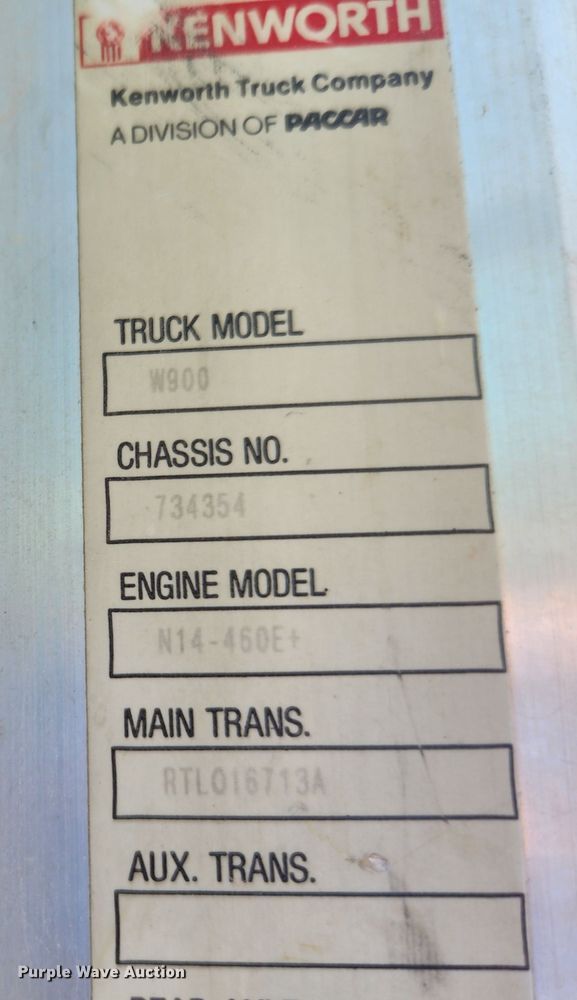 KENWORTH
Kenworth Truck Company
A DIVISION OF PACCAR
TRUCK MODEL
W900
CHASSIS NO.
734354
ENGINE MODEL
N14-460E+
MAIN TRANS.
RTLO16713A
AUX. TRANS.
Purple Wave Auction